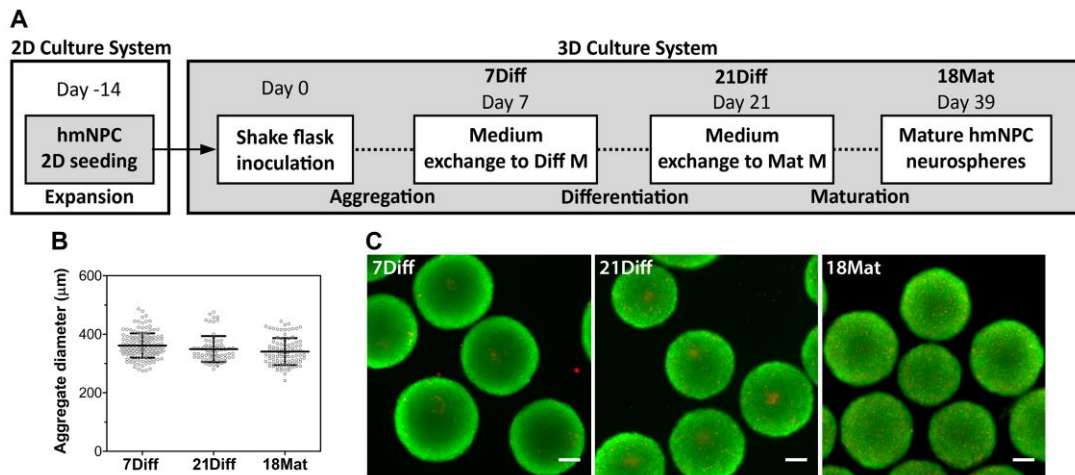 A
2D Culture System
3D Culture System
Day -14
hmNPC
2D seeding
Expansion
Day 0
Shake flask
inoculation
Aggregation
7Diff
Day 7
Medium
exchange to Diff M
Differentiation
21Diff
Day 21
Medium
exchange to Mat M
Maturation
18Mat
Day 39
Mature hmNPC
neurospheres
B
Aggregate diameter (μm)
600
400
200
0
7Diff
21Diff
18Mat
C
7Diff
21Diff
18Mat